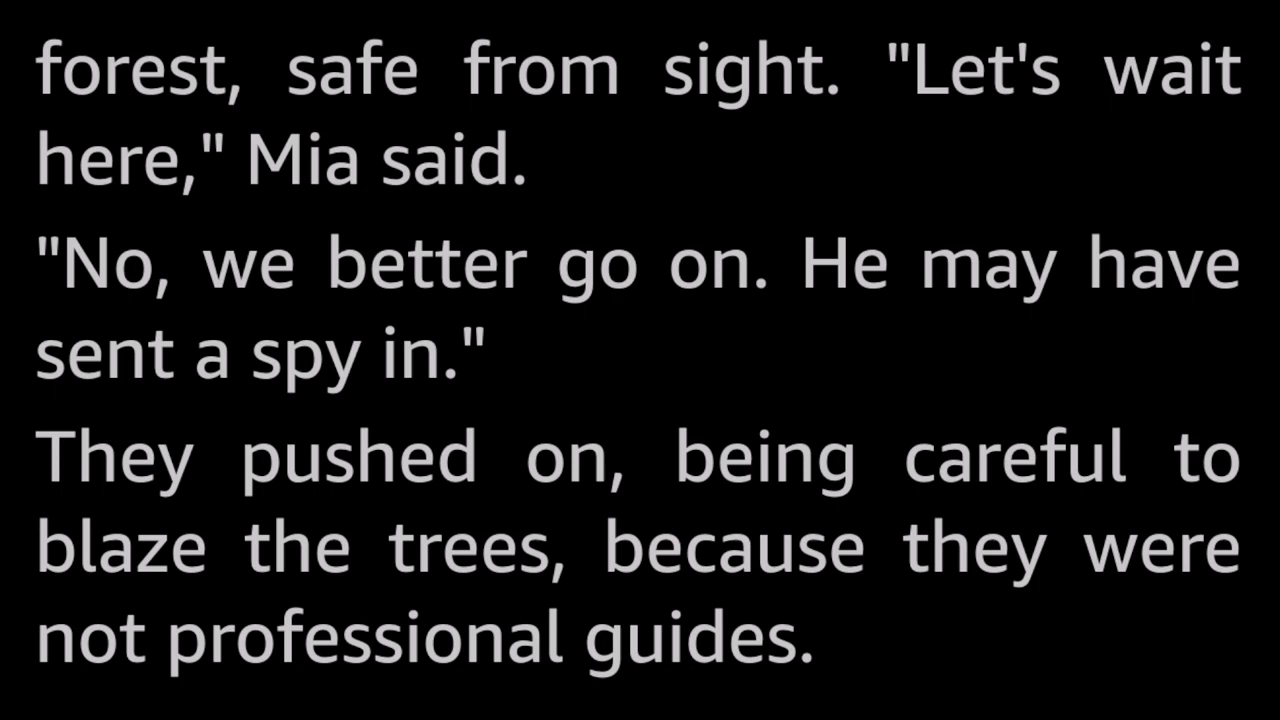 forest, safe from sight. "Let's wait
here," Mia said.
"No, we better go on. He may have
sent a spy in."
They pushed on, being careful to
blaze the trees, because they were
not professional guides.